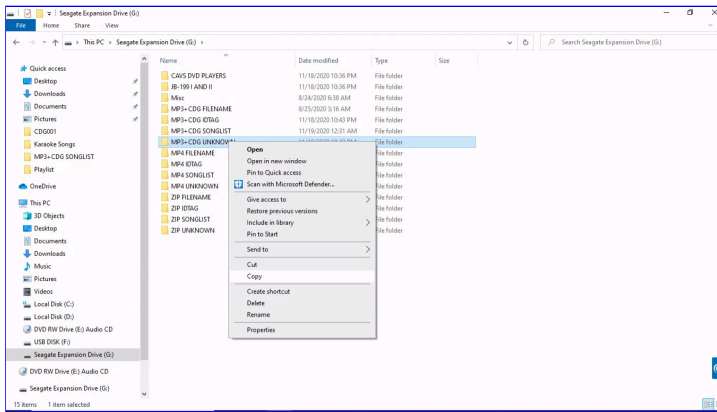 Seagate Expansion Drive (G:)
File Home Share View
This PC > Seagate Expansion Drive (G:) >
Search Seagate Expansion Drive (G:)
Name Date modified Type Size
Quick access
Desktop
Downloads
Documents
Pictures
CDG001
Karaoke Songs
MP3+CDG SONGLIST
Playlist
OneDrive
This PC
3D Objects
Desktop
Documents
Downloads
Music
Pictures
Videos
Local Disk (C:)
Local Disk (D:)
DVD RW Drive (E:) Audio CD
USB DISK (F:)
Seagate Expansion Drive (G:)
DVD RW Drive (E:) Audio CD
Seagate Expansion Drive (G:)
CAVS DVD PLAYERS 11/18/2020 10:36 PM File folder
JB-199 I AND II 11/18/2020 10:36 PM File folder
Misc 8/24/2020 6:38 AM File folder
MP3+CDG FILENAME 8/25/2020 3:16 AM File folder
MP3+CDG IDTAG 11/18/2020 10:43 PM File folder
MP3+CDG SONGLIST 11/19/2020 12:31 AM File folder
MP3+CDG UNKNOWN File folder
MP4 FILENAME File folder
MP4 IDTAG File folder
MP4 SONGLIST File folder
MP4 UNKNOWN File folder
ZIP FILENAME File folder
ZIP IDTAG File folder
ZIP SONGLIST File folder
ZIP UNKNOWN File folder
Open
Open in new window
Pin to Quick access
Scan with Microsoft Defender...
Give access to
Restore previous versions
Include in library
Pin to Start
Send to
Cut
Copy
Create shortcut
Delete
Rename
Properties
15 items 1 item selected